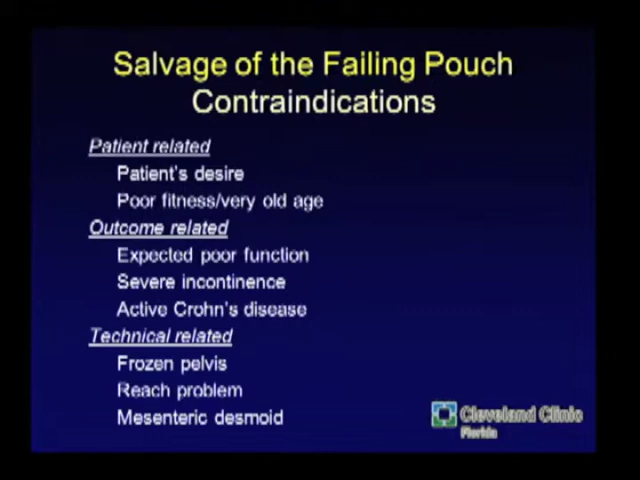 Salvage of the Failing Pouch
Contraindications
Patient related
Patient's desire
Poor fitness/very old age
Outcome related
Expected poor function
Severe incontinence
Active Crohn's disease
Technical related
Frozen pelvis
Reach problem
Mesenteric desmoid
Cleveland Clinic
Florida